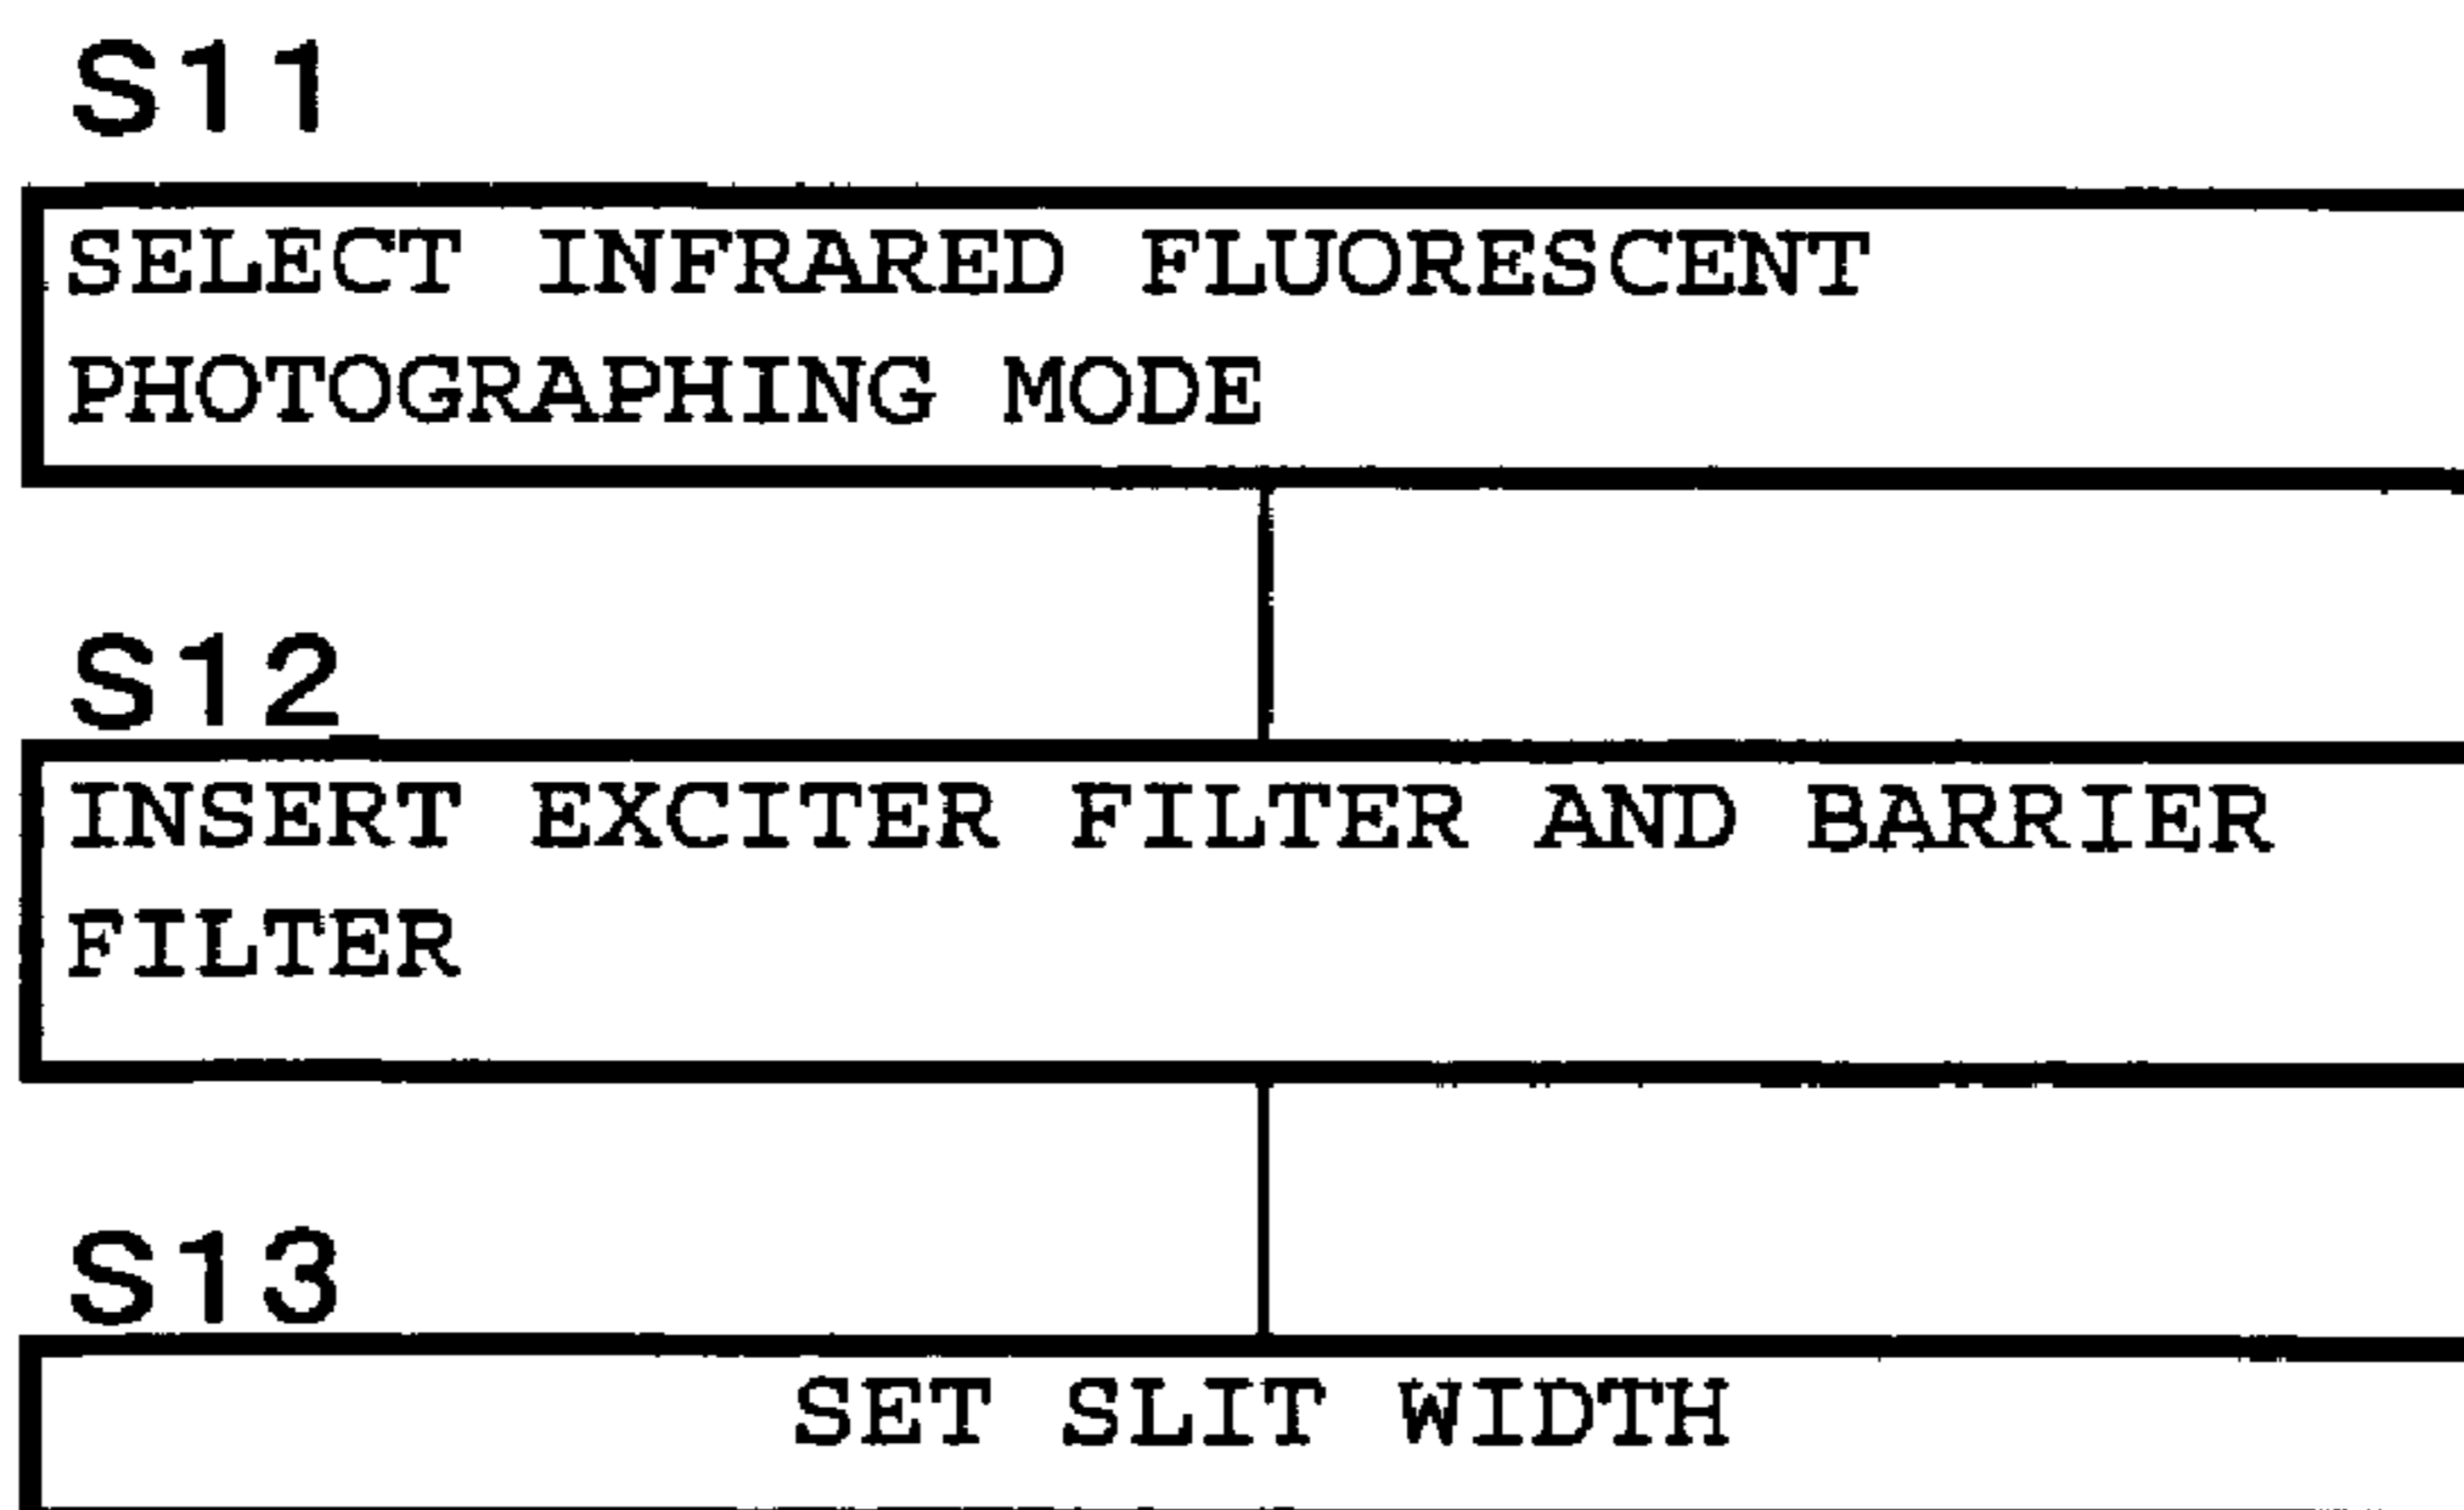 S11
SELECT INFRARED FLUORESCENT
PHOTOGRAPHING MODE
S12
INSERT EXCITER FILTER AND BARRIER
FILTER
S13
SET SLIT WIDTH